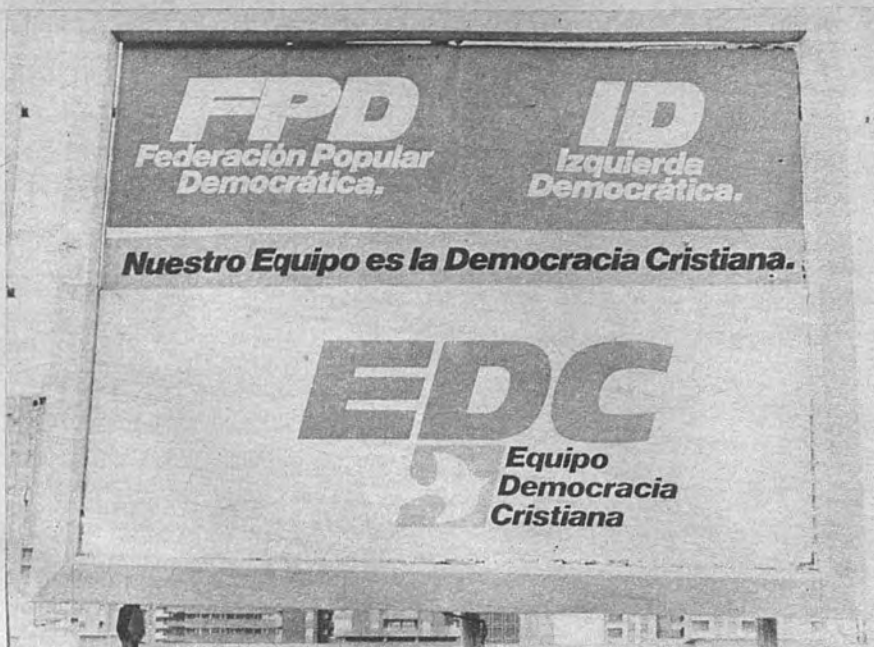 FPD
Federación Popular
Democrática.
ID
Izquierda
Democrática.
Nuestro Equipo es la Democracia Cristiana.
EDC
Equipo
Democracia
Cristiana